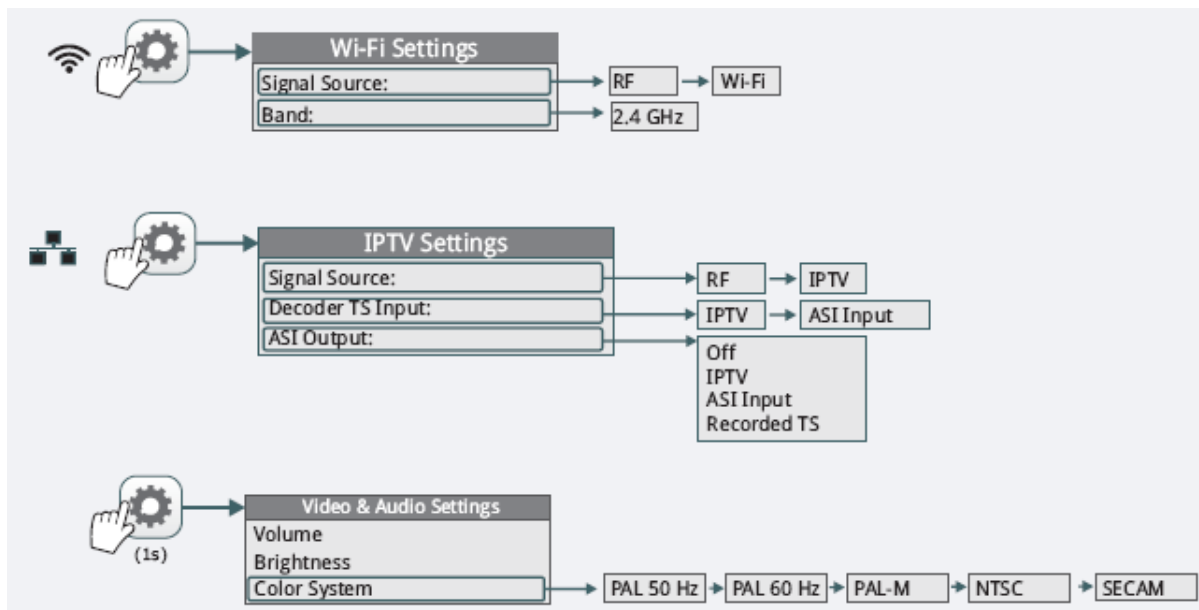 Wi-Fi Settings
Signal Source:
RF
Wi-Fi
Band:
2.4 GHz
IPTV Settings
Signal Source:
RF
IPTV
Decoder TS Input:
IPTV
ASI Input
ASI Output:
Off
IPTV
ASI Input
Recorded TS
(1s)
Video & Audio Settings
Volume
Brightness
Color System
PAL 50 Hz
PAL 60 Hz
PAL-M
NTSC
SECAM